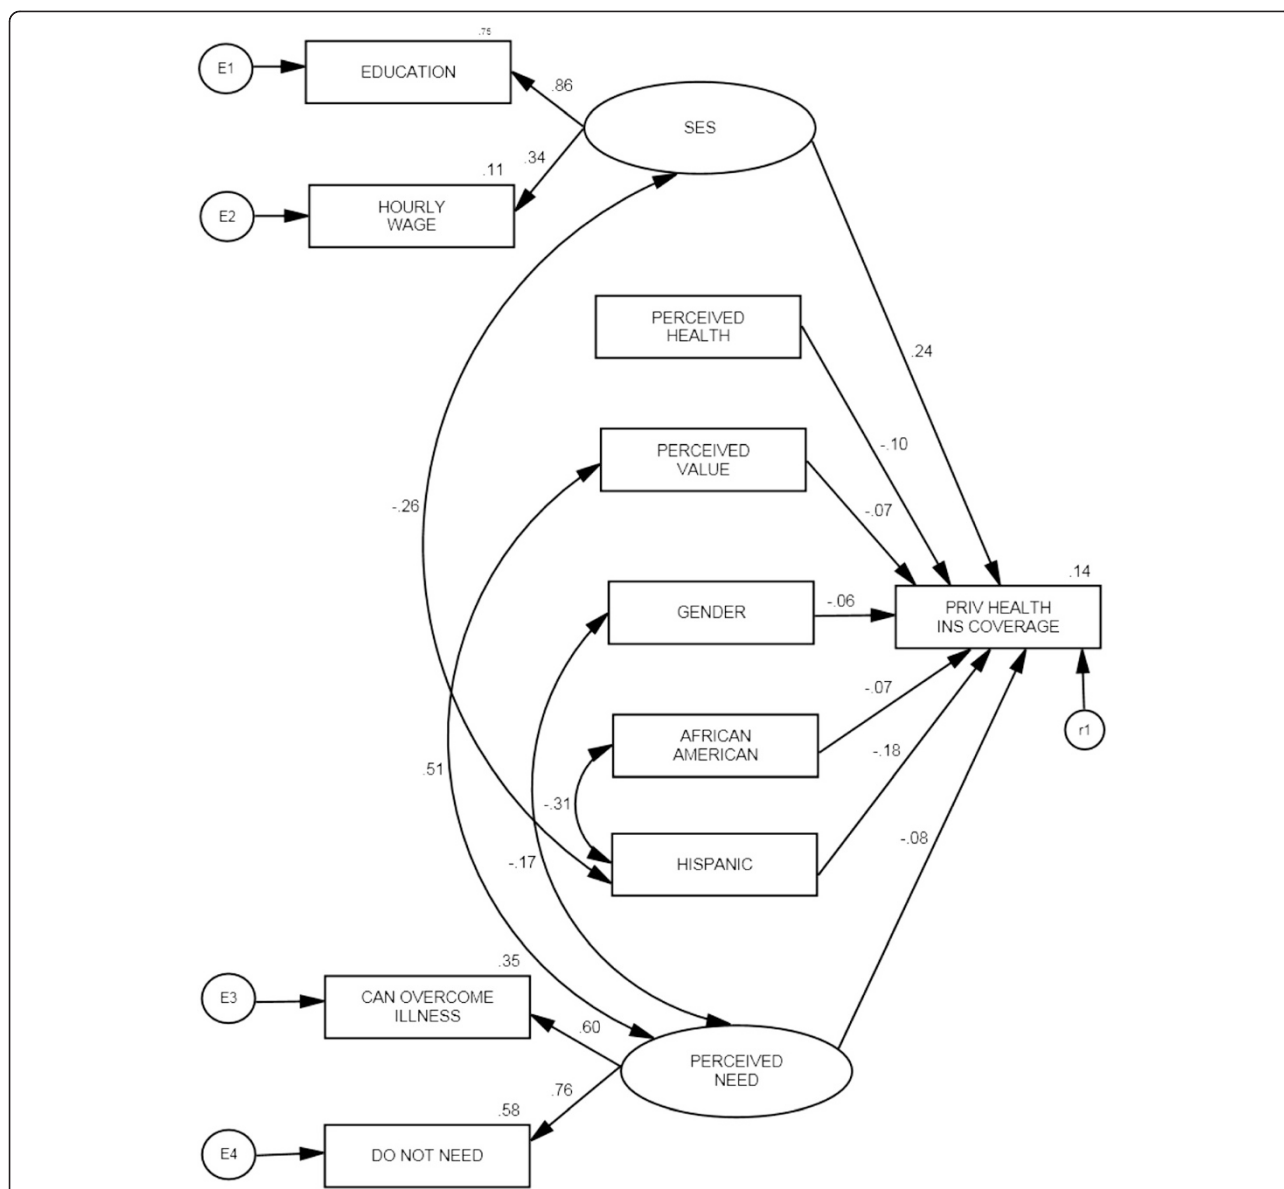 .75
E1
EDUCATION
.86
SES
.34
.11
E2
HOURLY
WAGE
PERCEIVED
HEALTH
.24
-.10
PERCEIVED
VALUE
-.26
-.07
.14
GENDER
-.06
PRIV HEALTH
INS COVERAGE
-.07
AFRICAN
AMERICAN
r1
-.18
.51
-.31
-.08
HISPANIC
-.17
.35
E3
CAN OVERCOME
ILLNESS
.60
PERCEIVED
NEED
.76
.58
E4
DO NOT NEED